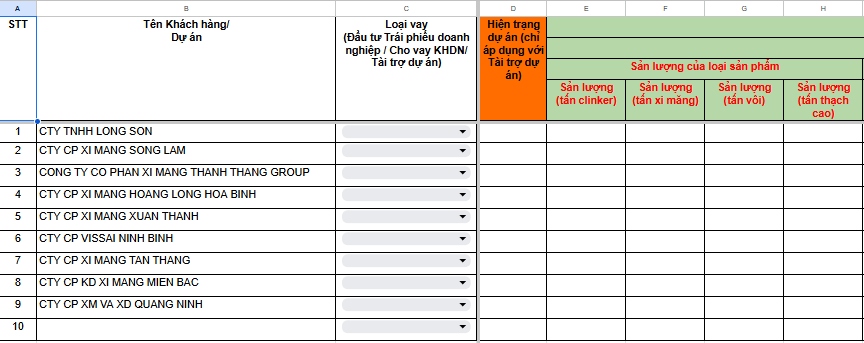 A B C D E F G H
STT
Tên Khách hàng/
Dự án
Loại vay
(Đầu tư Trái phiếu doanh
nghiệp / Cho vay KHDN/
Tài trợ dự án)
Hiện trạng
dự án (chỉ
áp dụng với
Tài trợ dự
án)
Sản lượng của loại sản phẩm
Sản lượng
(tấn clinker)
Sản lượng
(tấn xi măng)
Sản lượng
(tấn vôi)
Sản lượng
(tấn thạch
cao)
1 CTY TNHH LONG SON
2 CTY CP XI MANG SONG LAM
3 CONG TY CO PHAN XI MANG THANH THANG GROUP
4 CTY CP XI MANG HOANG LONG HOA BINH
5 CTY CP XI MANG XUAN THANH
6 CTY CP VISSAI NINH BINH
7 CTY CP XI MANG TAN THANG
8 CTY CP KD XI MANG MIEN BAC
9 CTY CP XM VA XD QUANG NINH
10